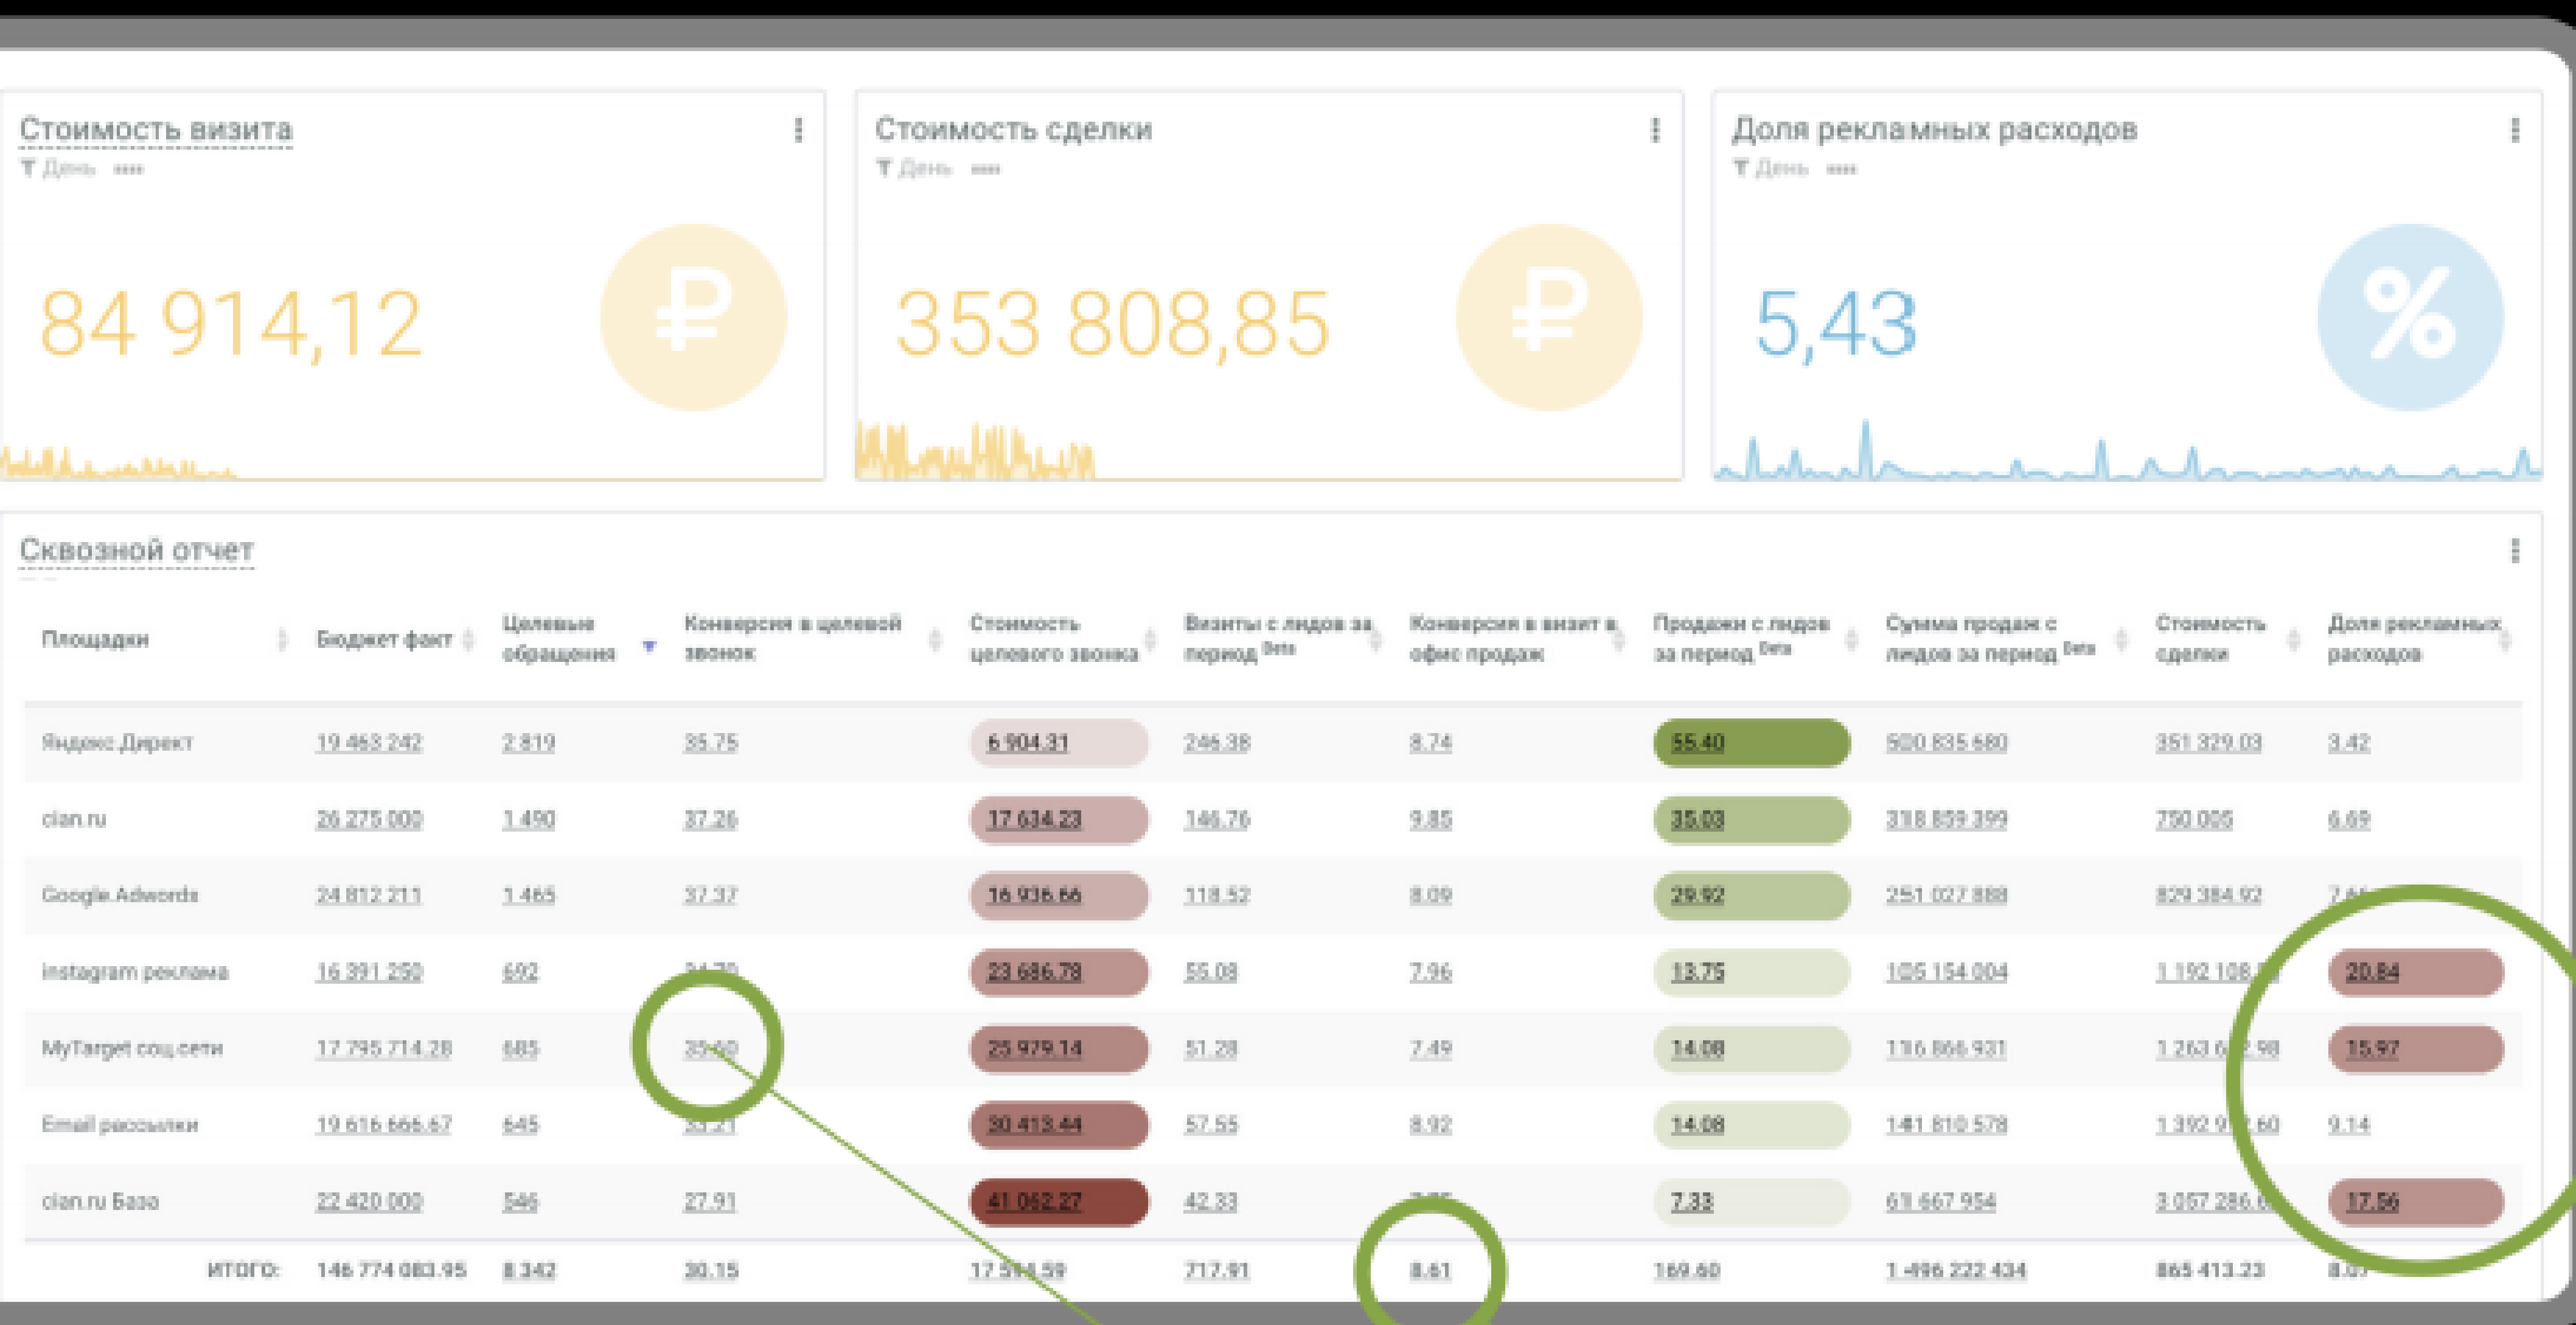 Стоимость визита
День
84 914,12
₽
Стоимость сделки
День
353 808,85
₽
Доля рекламных расходов
День
5,43
%
Сквозной отчет
Площадки Бюджет факт Целевые обращения Конверсия в целевой звонок Стоимость целевого звонка Визиты с лидов за период Beta Конверсия в визит в офис продаж Продажи с лидов за период Beta Сумма продаж с лидов за период Beta Стоимость сделки Доля рекламных расходов
Яндекс Директ 19 463 242 2 819 35.75 6 904.31 246.38 8.74 55.40 500 835 680 351 329.03 3.42
cian.ru 26 275 000 1 490 37.26 17 634.23 146.76 9.85 35.03 318 859 399 750 005 6.69
Google Adwords 24 812 211 1 465 37.37 16 936.66 118.52 8.09 29.92 251 027 888 829 384.92
instagram реклама 16 391 250 692 23 686.78 55.08 7.96 13.75 105 154 004 1 192 108 20.84
MyTarget соц.сети 17 795 714.28 685 35.60 25 979.14 51.28 7.49 14.08 116 866 931 15.97
Email рассылки 19 616 666.67 645 30 413.44 57.55 8.92 14.08 141 810 578 9.14
cian.ru База 22 420 000 546 27.91 41 062.27 42.33 7.33 61 667 954 3 057 286 17.56
ИТОГО: 146 774 083.95 8 342 30.15 717.91 8.61 169.60 1 496 222 434 865 413.23